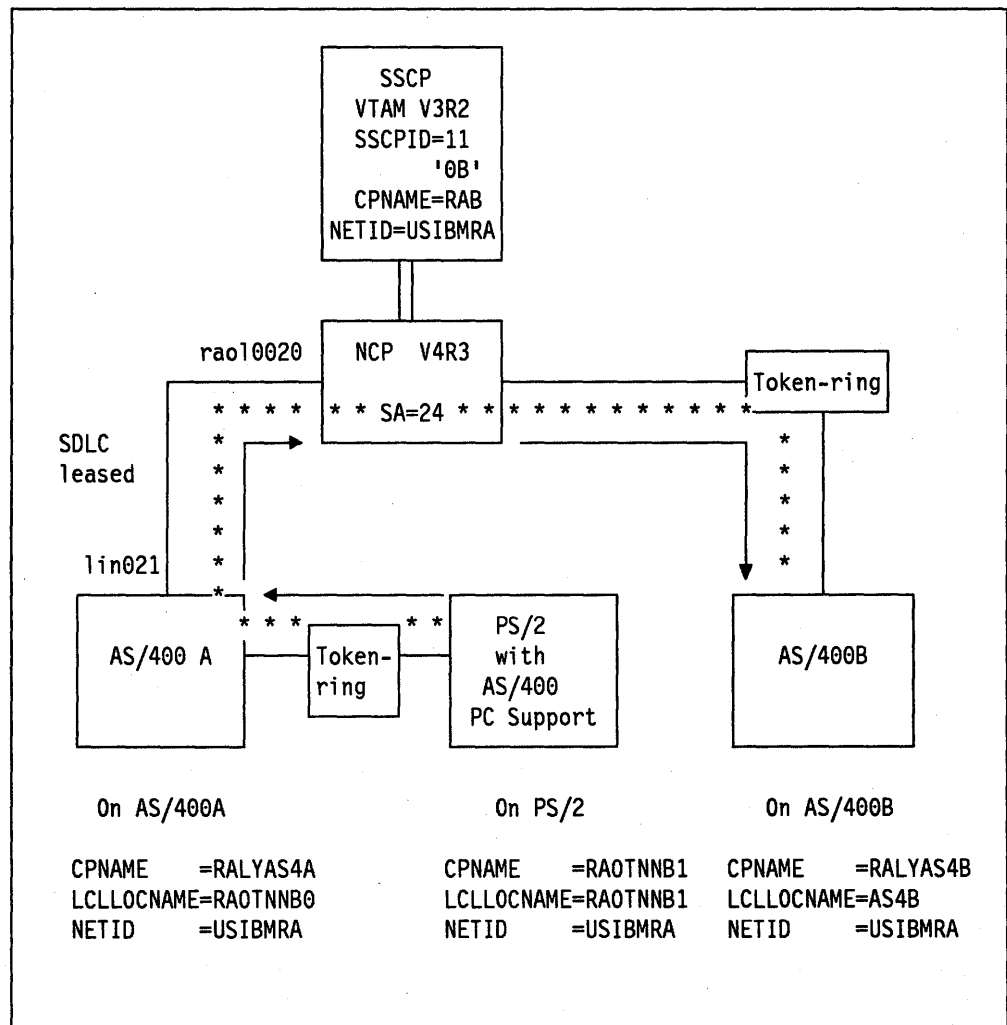 SSCP
VTAM V3R2
SSCPID=11
'0B'
CPNAME=RAB
NETID=USIBMRA
raol0020
NCP V4R3
Token-ring
* * * * * * SA=24 * * * * * * * * * * *
SDLC
leased
lin021
AS/400 A
Token-
ring
PS/2
with
AS/400
PC Support
AS/400B
On AS/400A
CPNAME =RALYAS4A
LCLLOCNAME=RAOTNNB0
NETID =USIBMRA
On PS/2
CPNAME =RAOTNNB1
LCLLOCNAME=RAOTNNB1
NETID =USIBMRA
On AS/400B
CPNAME =RALYAS4B
LCLLOCNAME=AS4B
NETID =USIBMRA